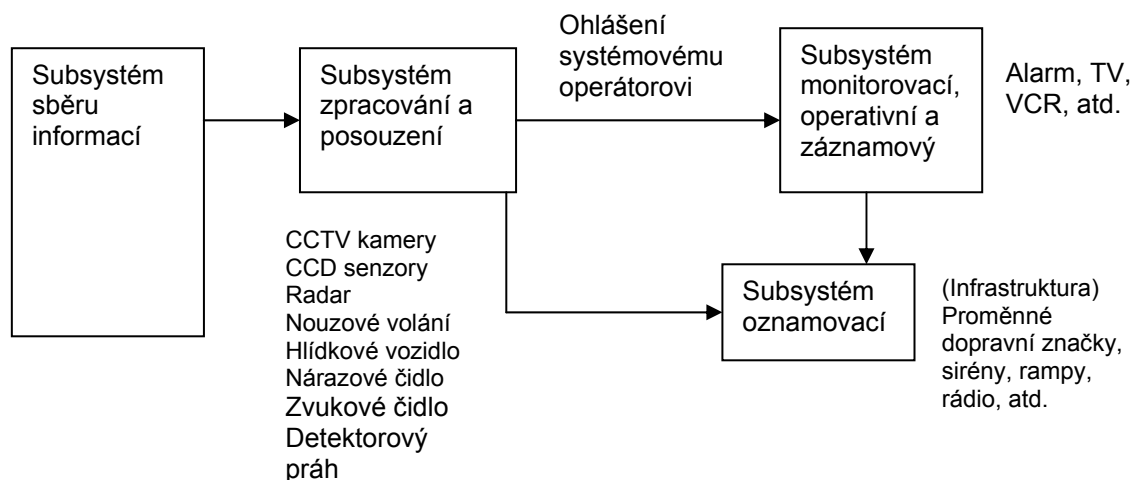 Subsystém
sběru
informací
Subsystém
zpracování a
posouzení
Ohlášení
systémovému
operátorovi
Subsystém
monitorovací,
operativní a
záznamový
Alarm, TV,
VCR, atd.
CCTV kamery
CCD senzory
Radar
Nouzové volání
Hlídkové vozidlo
Nárazové čidlo
Zvukové čidlo
Detektorový
práh
Subsystém
oznamovací
(Infrastruktura)
Proměnné
dopravní značky,
sirény, rampy,
rádio, atd.